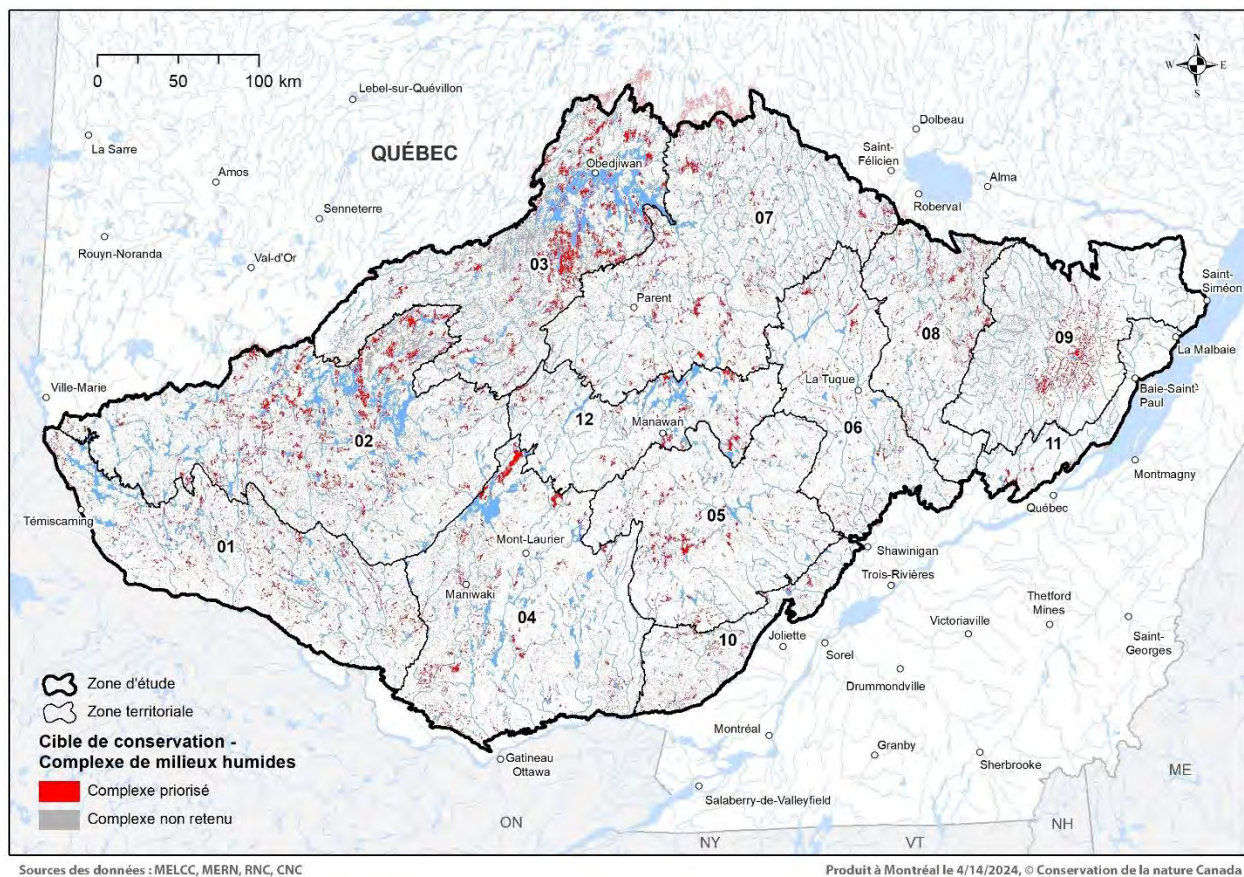 0 50 100 km
N
W E
S
Lebel-sur-Quévillon
La Sarre
QUÉBEC
Amos
Senneterre
Rouyn-Noranda
Val-d'Or
Obedjiwan
Dolbeau
Saint-
Félicien
Alma
Roberval
07
03
Parent
08
09
Saint-
Siméon
La Malbaie
Baie-Saint-
Paul
Ville-Marie
La Tuque
12
Manawan
02
06
11
Montmagny
Québec
Témiscaming
01
Mont-Laurier
05
Shawinigan
Trois-Rivières
Maniwaki
04
Thetford
Mines
Victoriaville
Saint-
Georges
10
Joliette
Sorel
Drummondville
Montréal
Granby
Sherbrooke
ME
Gatineau
Ottawa
Salaberry-de-Valleyfield
ON
NY
VT
NH
Zone d'étude
Zone territoriale
Cible de conservation -
Complexe de milieux humides
Complexe priorisé
Complexe non retenu
Sources des données : MELCC, MERN, RNC, CNC
Produit à Montréal le 4/14/2024, © Conservation de la nature Canada